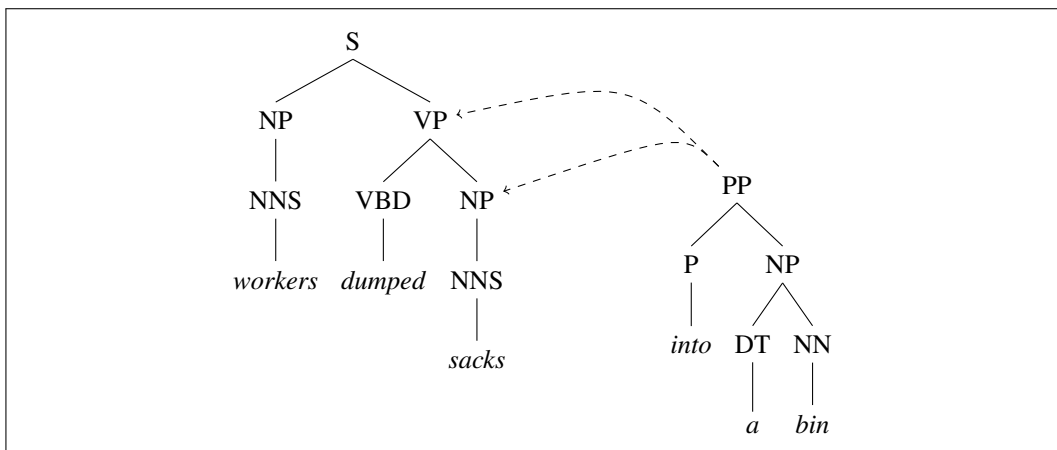 S
NP VP
PP
NNS VBD NP
P NP
workers dumped NNS
into DT NN
sacks
a bin